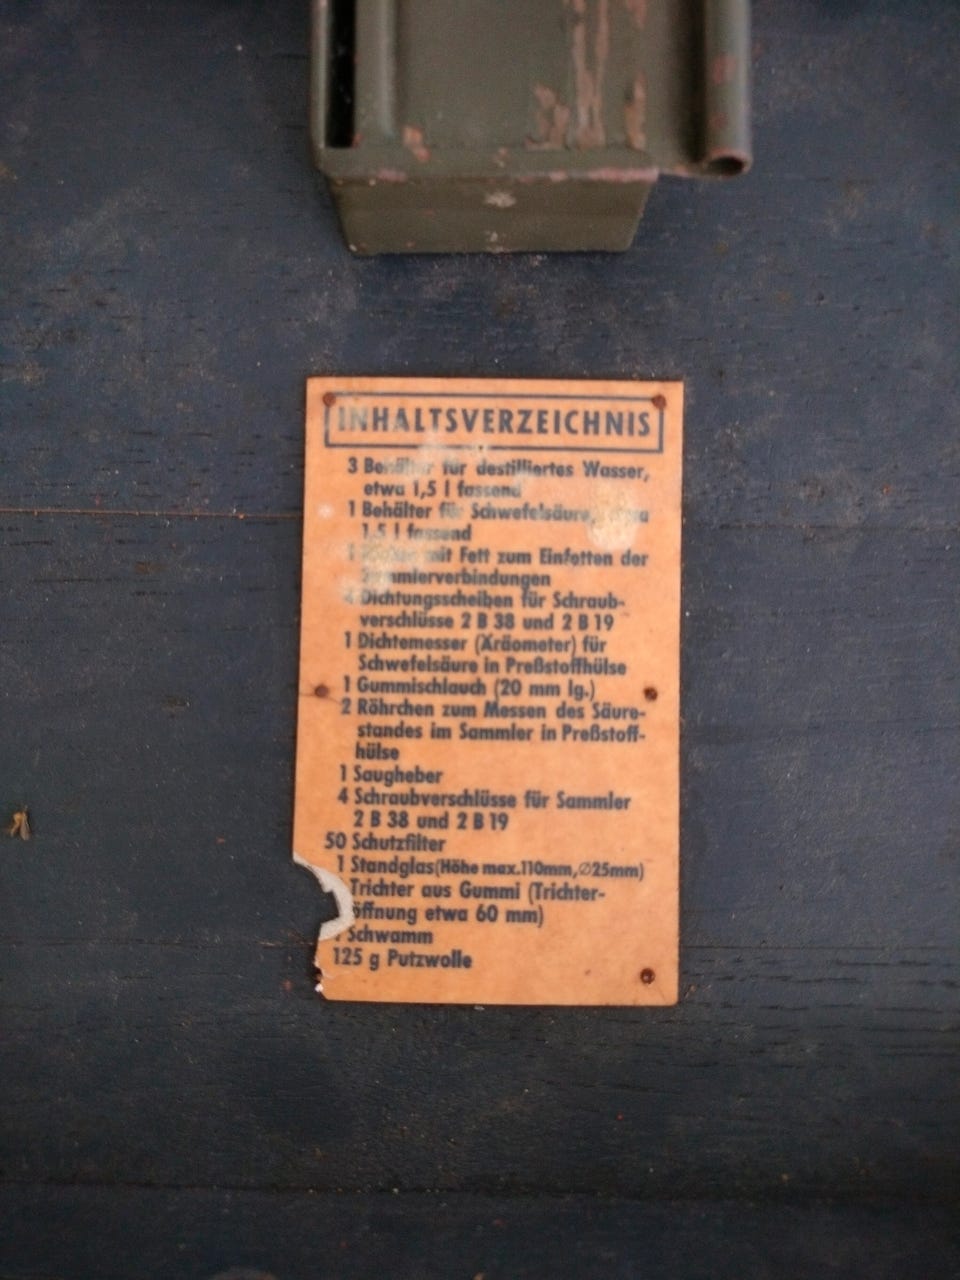 INHALTSVERZEICHNIS
3 Behälter für destilliertes Wasser,
etwa 1,5 l fassend
1 Behälter für Schwefelsäure,
1,5 l fassend
mit Fett zum Einfetten der
Sammlerverbindungen
4 Dichtungsscheiben für Schraub-
verschlüsse 2 B 38 und 2 B 19
1 Dichtemesser (Äräometer) für
Schwefelsäure in Preßstoffhülse
1 Gummischlauch (20 mm lg.)
2 Röhrchen zum Messen des Säure-
standes im Sammler in Preßstoff-
hülse
1 Saugheber
4 Schraubverschlüsse für Sammler
2 B 38 und 2 B 19
50 Schutzfilter
1 Standglas (Höhe max. 110mm, ∅25mm)
Trichter aus Gummi (Trichter-
öffnung etwa 60 mm)
Schwamm
125 g Putzwolle